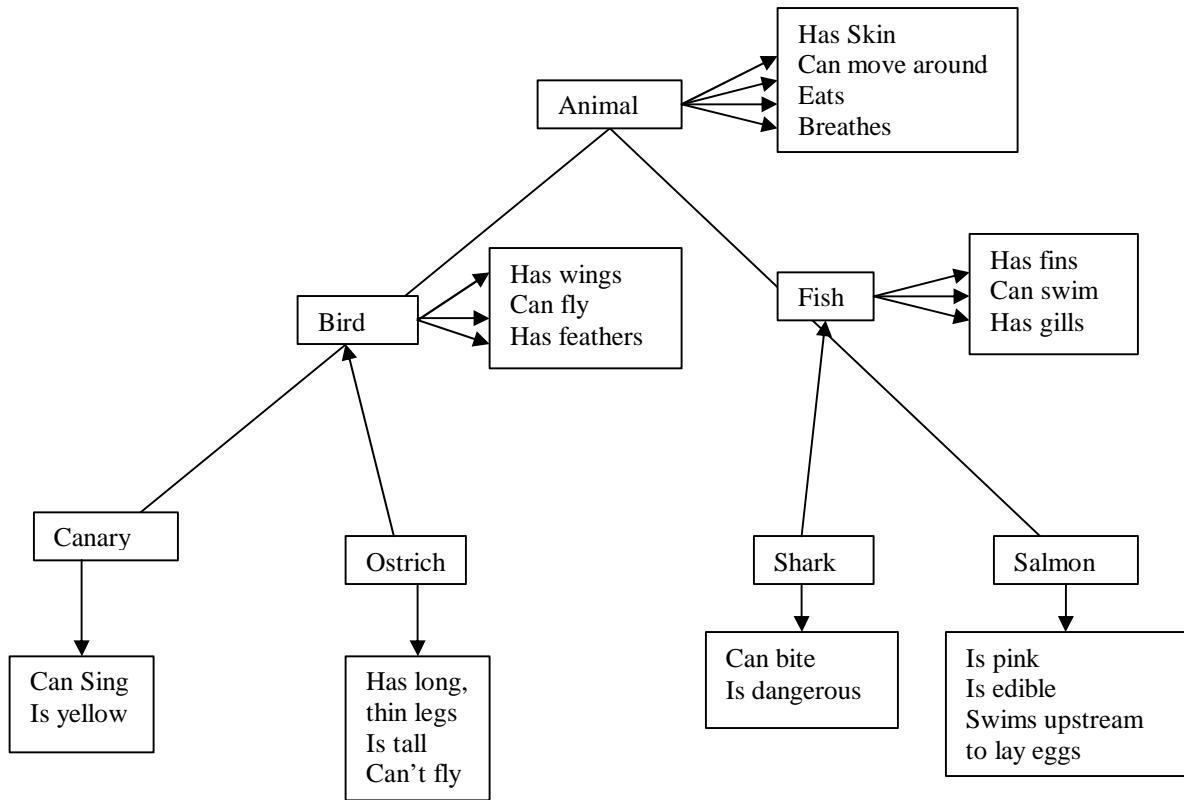 Has Skin
Can move around
Eats
Breathes
Animal
Has wings
Can fly
Has feathers
Has fins
Can swim
Has gills
Bird
Fish
Canary
Ostrich
Shark
Salmon
Can Sing
Is yellow
Has long,
thin legs
Is tall
Can’t fly
Can bite
Is dangerous
Is pink
Is edible
Swims upstream
to lay eggs